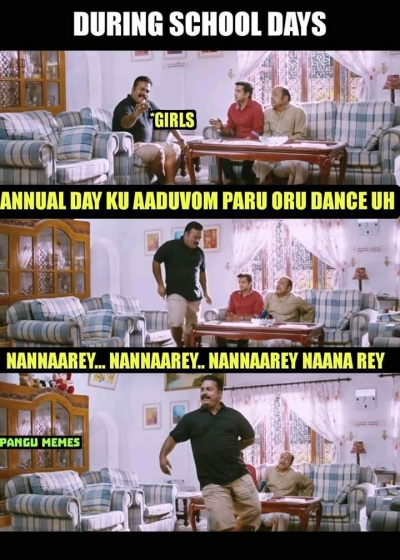 DURING SCHOOL DAYS
*GIRLS
ANNUAL DAY KU AADUVOM PARU ORU DANCE UH
NANNAAREY... NANNAAREY.. NANNAAREY NAANA REY
PANGU MEMES